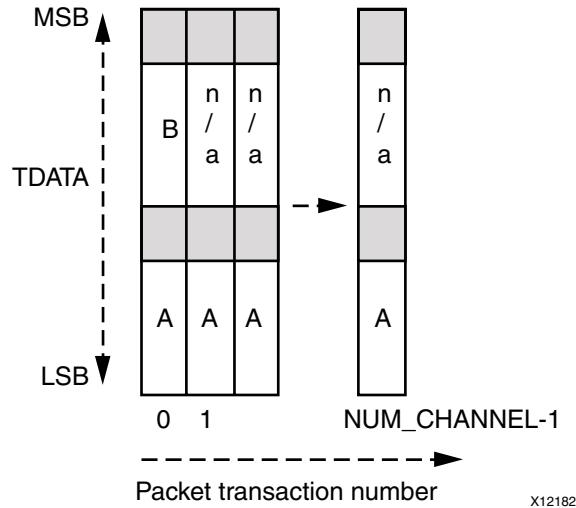 MSB
n n n
B / / /
a a a
TDATA
A A A A
LSB
0 1 NUM_CHANNEL-1
Packet transaction number
X12182